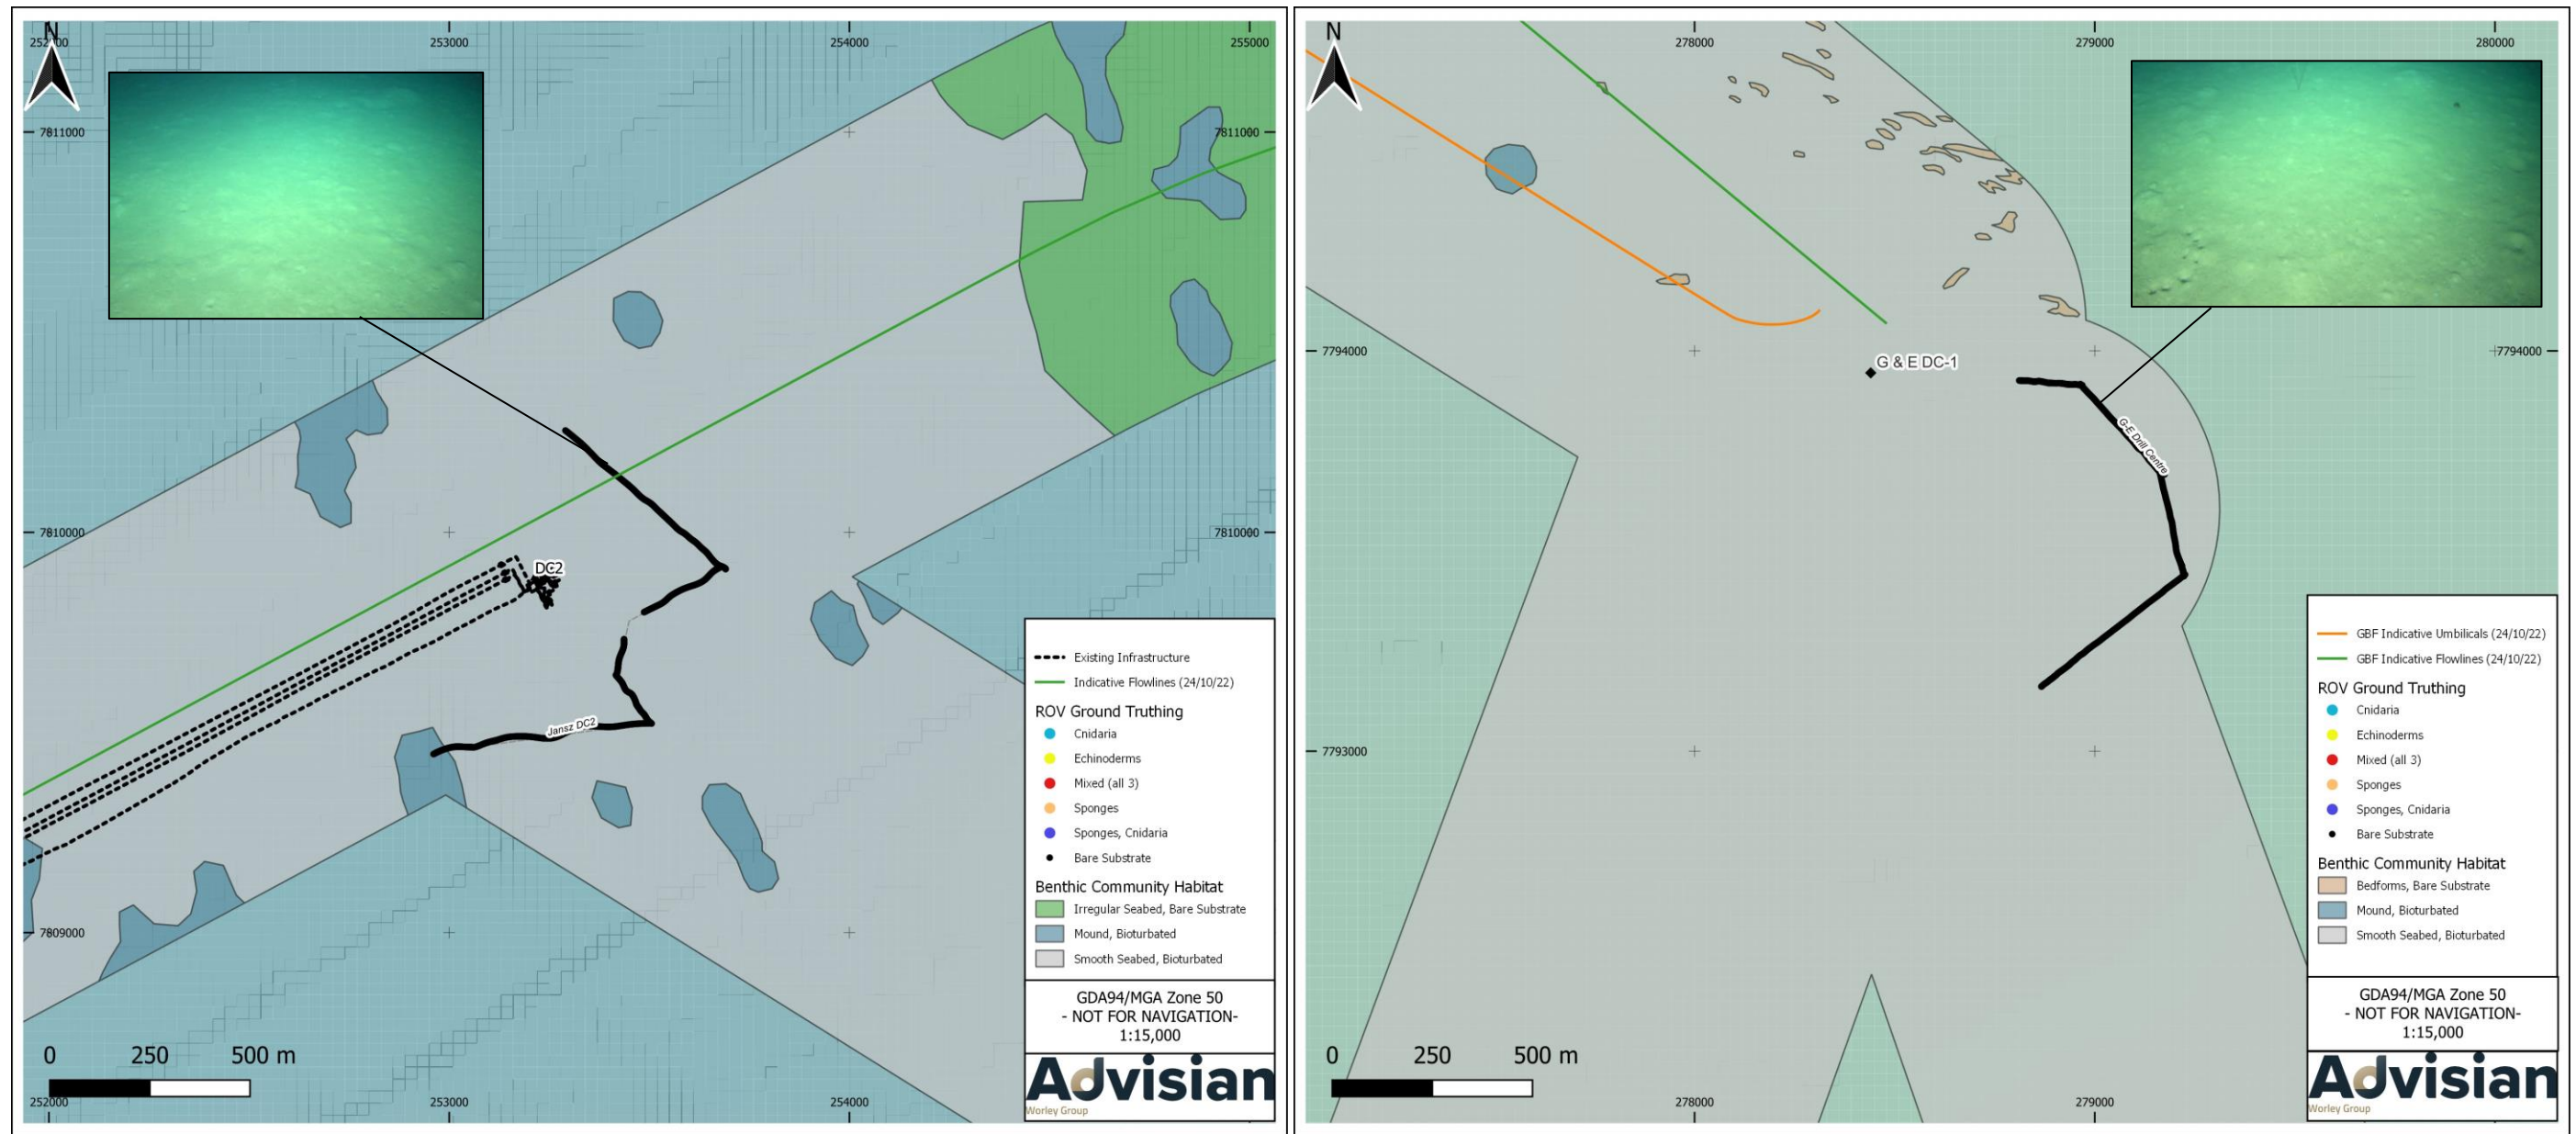 N
252000
253000
254000
255000
7811000
7811000
7810000
7810000
DC2
Jansz DC2
7809000
Existing Infrastructure
Indicative Flowlines (24/10/22)
ROV Ground Truthing
Cnidaria
Echinoderms
Mixed (all 3)
Sponges
Sponges, Cnidaria
Bare Substrate
Benthic Community Habitat
Irregular Seabed, Bare Substrate
Mound, Bioturbated
Smooth Seabed, Bioturbated
GDA94/MGA Zone 50
- NOT FOR NAVIGATION-
1:15,000
Advisian
Worley Group
0 250 500 m
252000
253000
254000
N
278000
279000
280000
7794000
7794000
G & E DC-1
G-E Drill Centre
7793000
GBF Indicative Umbilicals (24/10/22)
GBF Indicative Flowlines (24/10/22)
ROV Ground Truthing
Cnidaria
Echinoderms
Mixed (all 3)
Sponges
Sponges, Cnidaria
Bare Substrate
Benthic Community Habitat
Bedforms, Bare Substrate
Mound, Bioturbated
Smooth Seabed, Bioturbated
GDA94/MGA Zone 50
- NOT FOR NAVIGATION-
1:15,000
Advisian
Worley Group
0 250 500 m
278000
279000